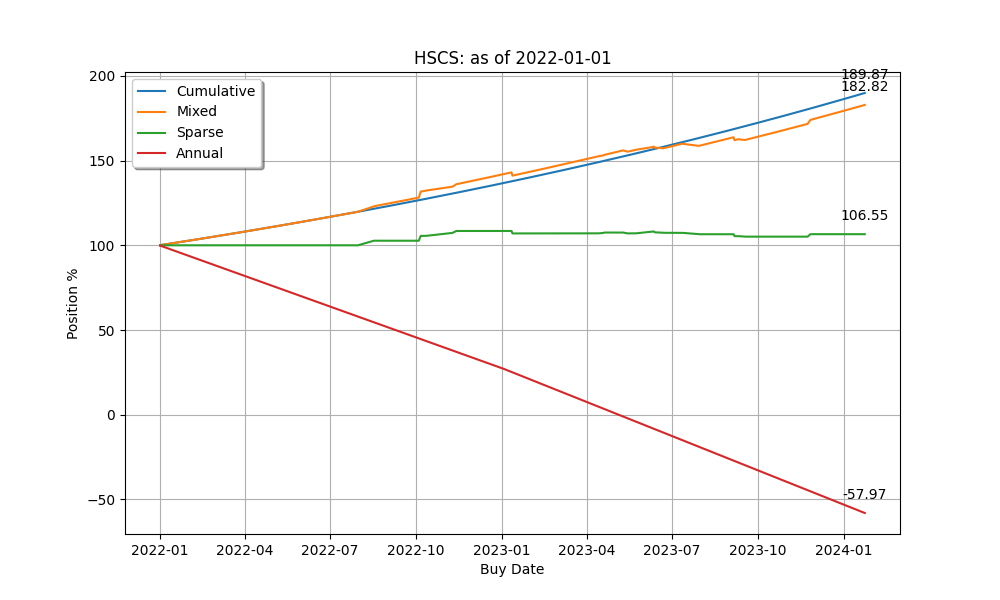 HSCS: as of 2022-01-01
Cumulative
Mixed
Sparse
Annual
189.87
182.82
106.55
-57.97
200
150
100
50
0
−50
Position %
2022-01 2022-04 2022-07 2022-10 2023-01 2023-04 2023-07 2023-10 2024-01
Buy Date